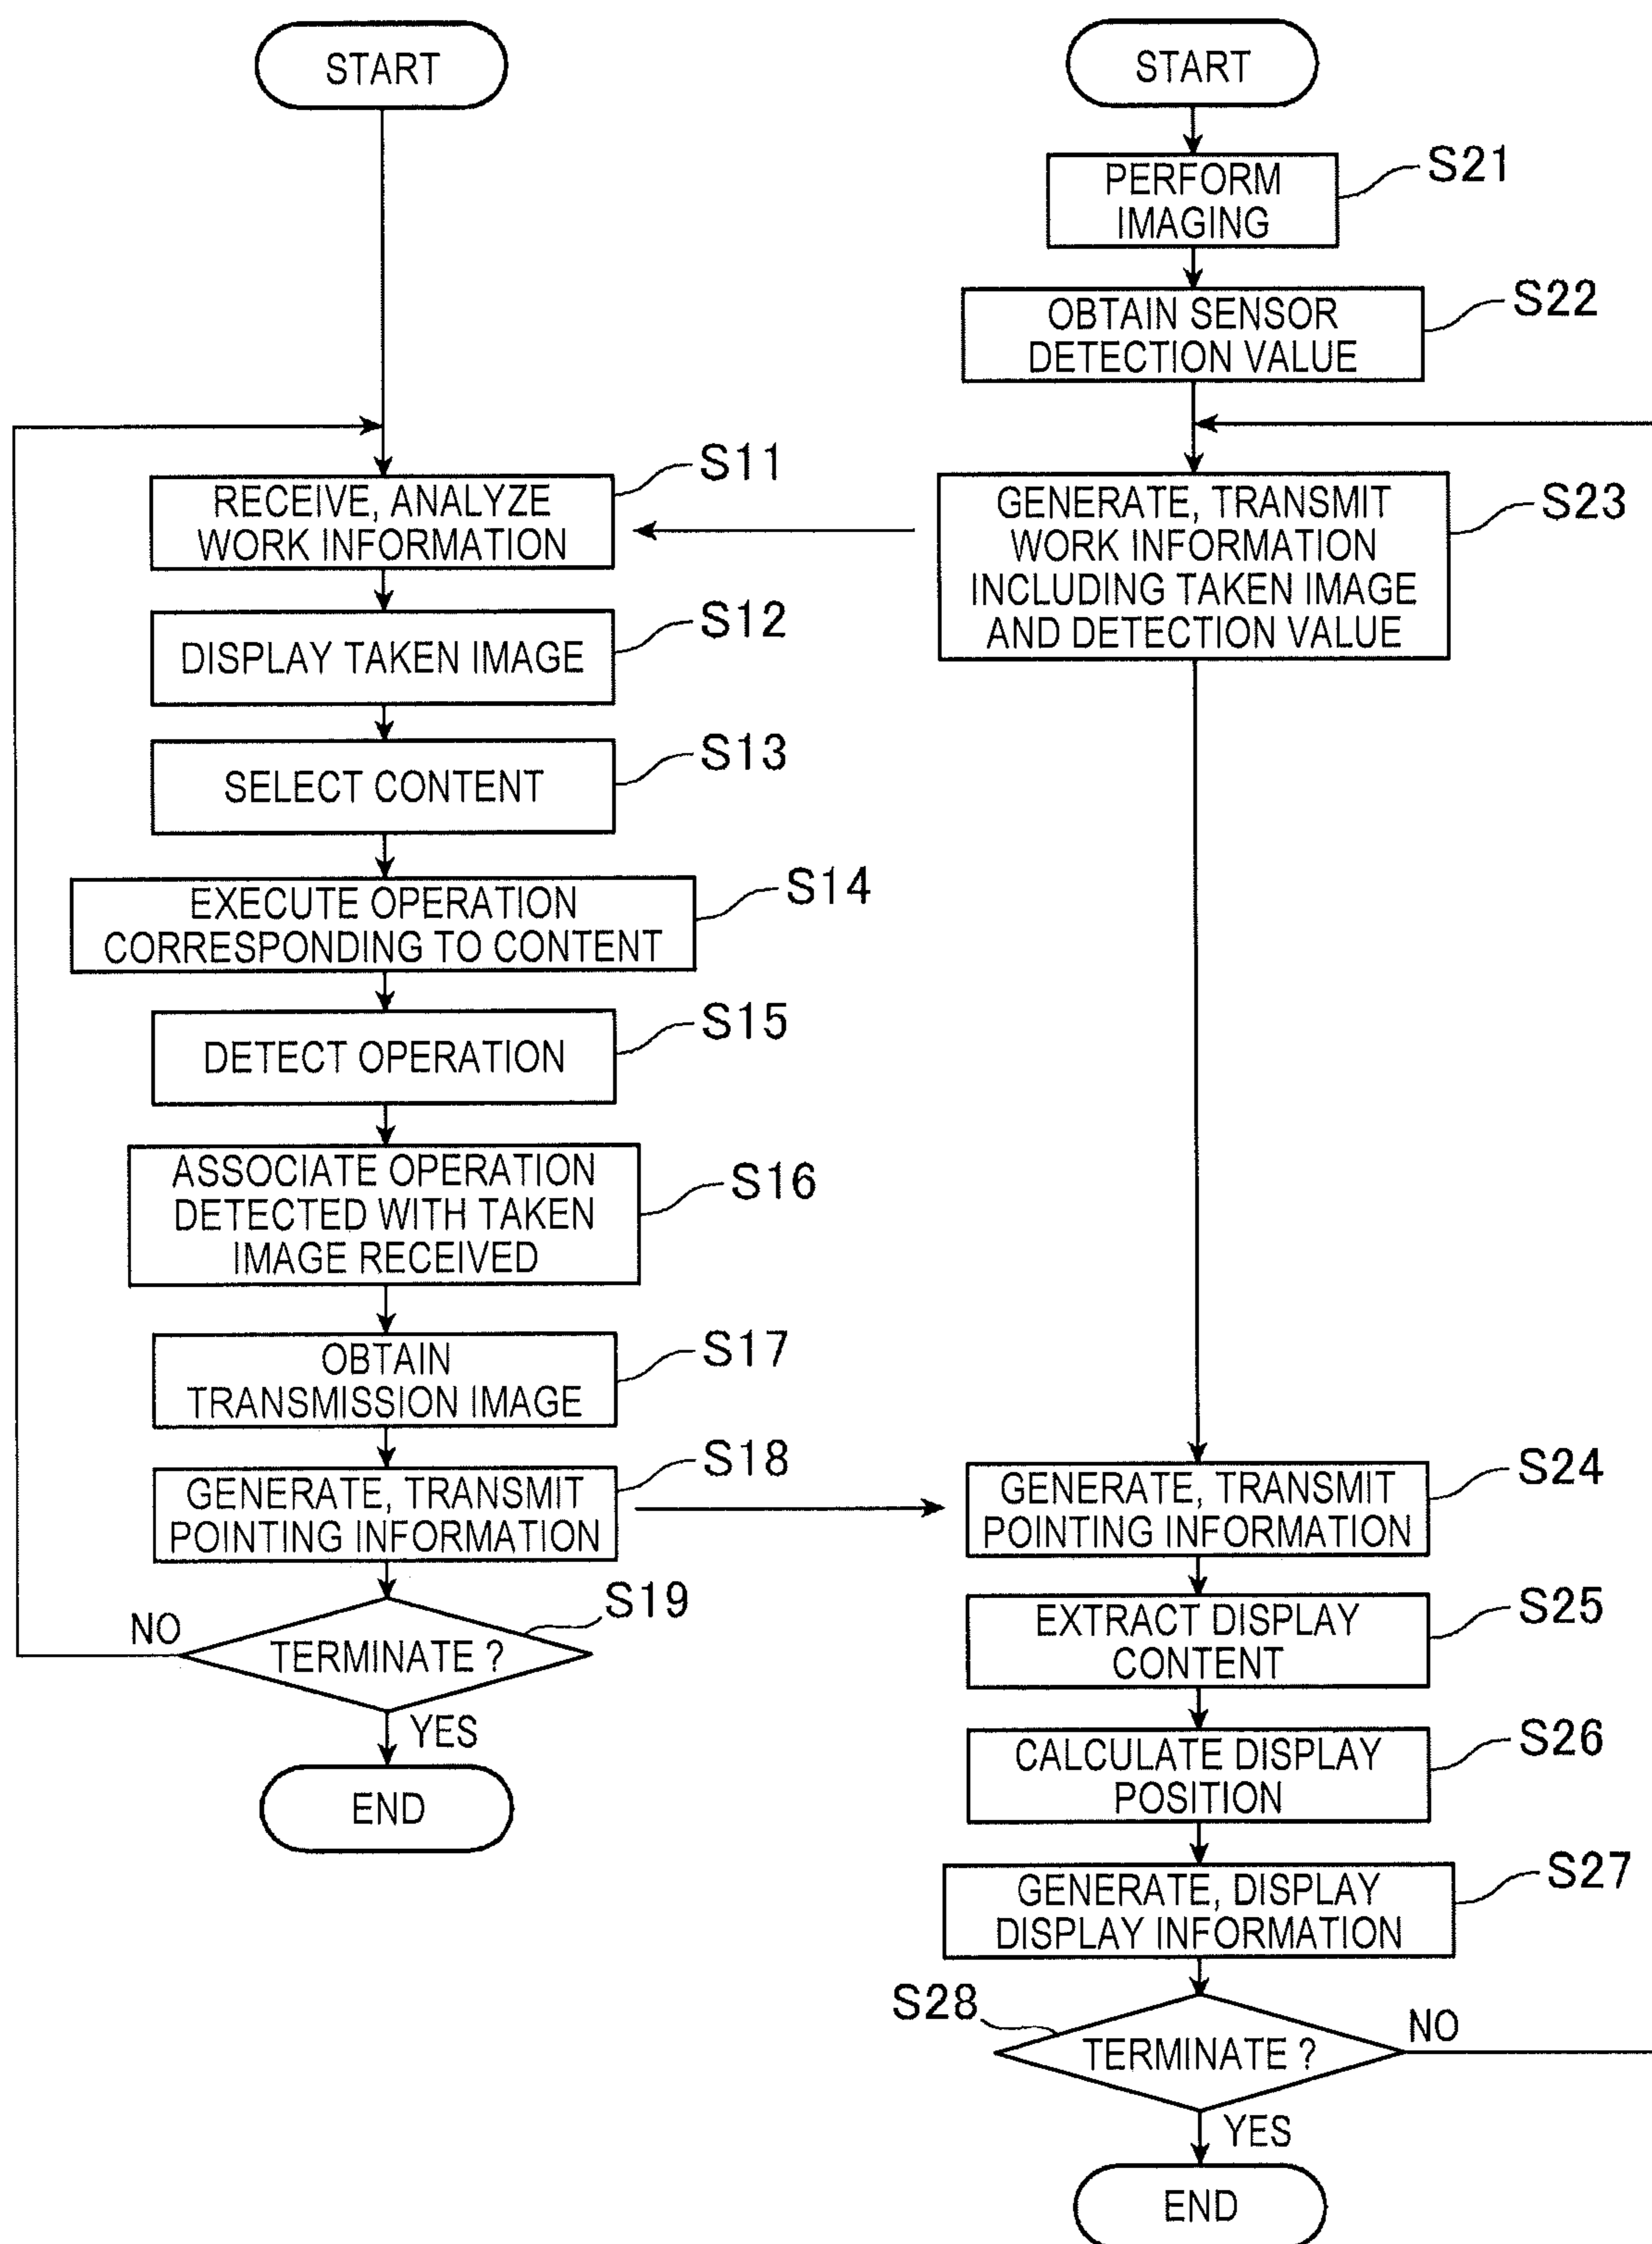 START
RECEIVE, ANALYZE
WORK INFORMATION
S11
DISPLAY TAKEN IMAGE
S12
SELECT CONTENT
S13
EXECUTE OPERATION
CORRESPONDING TO CONTENT
S14
DETECT OPERATION
S15
ASSOCIATE OPERATION
DETECTED WITH TAKEN
IMAGE RECEIVED
S16
OBTAIN
TRANSMISSION IMAGE
S17
GENERATE, TRANSMIT
POINTING INFORMATION
S18
TERMINATE ?
S19
NO
YES
END
START
PERFORM
IMAGING
S21
OBTAIN SENSOR
DETECTION VALUE
S22
GENERATE, TRANSMIT
WORK INFORMATION
INCLUDING TAKEN IMAGE
AND DETECTION VALUE
S23
GENERATE, TRANSMIT
POINTING INFORMATION
S24
EXTRACT DISPLAY
CONTENT
S25
CALCULATE DISPLAY
POSITION
S26
GENERATE, DISPLAY
DISPLAY INFORMATION
S27
S28
TERMINATE ?
NO
YES
END